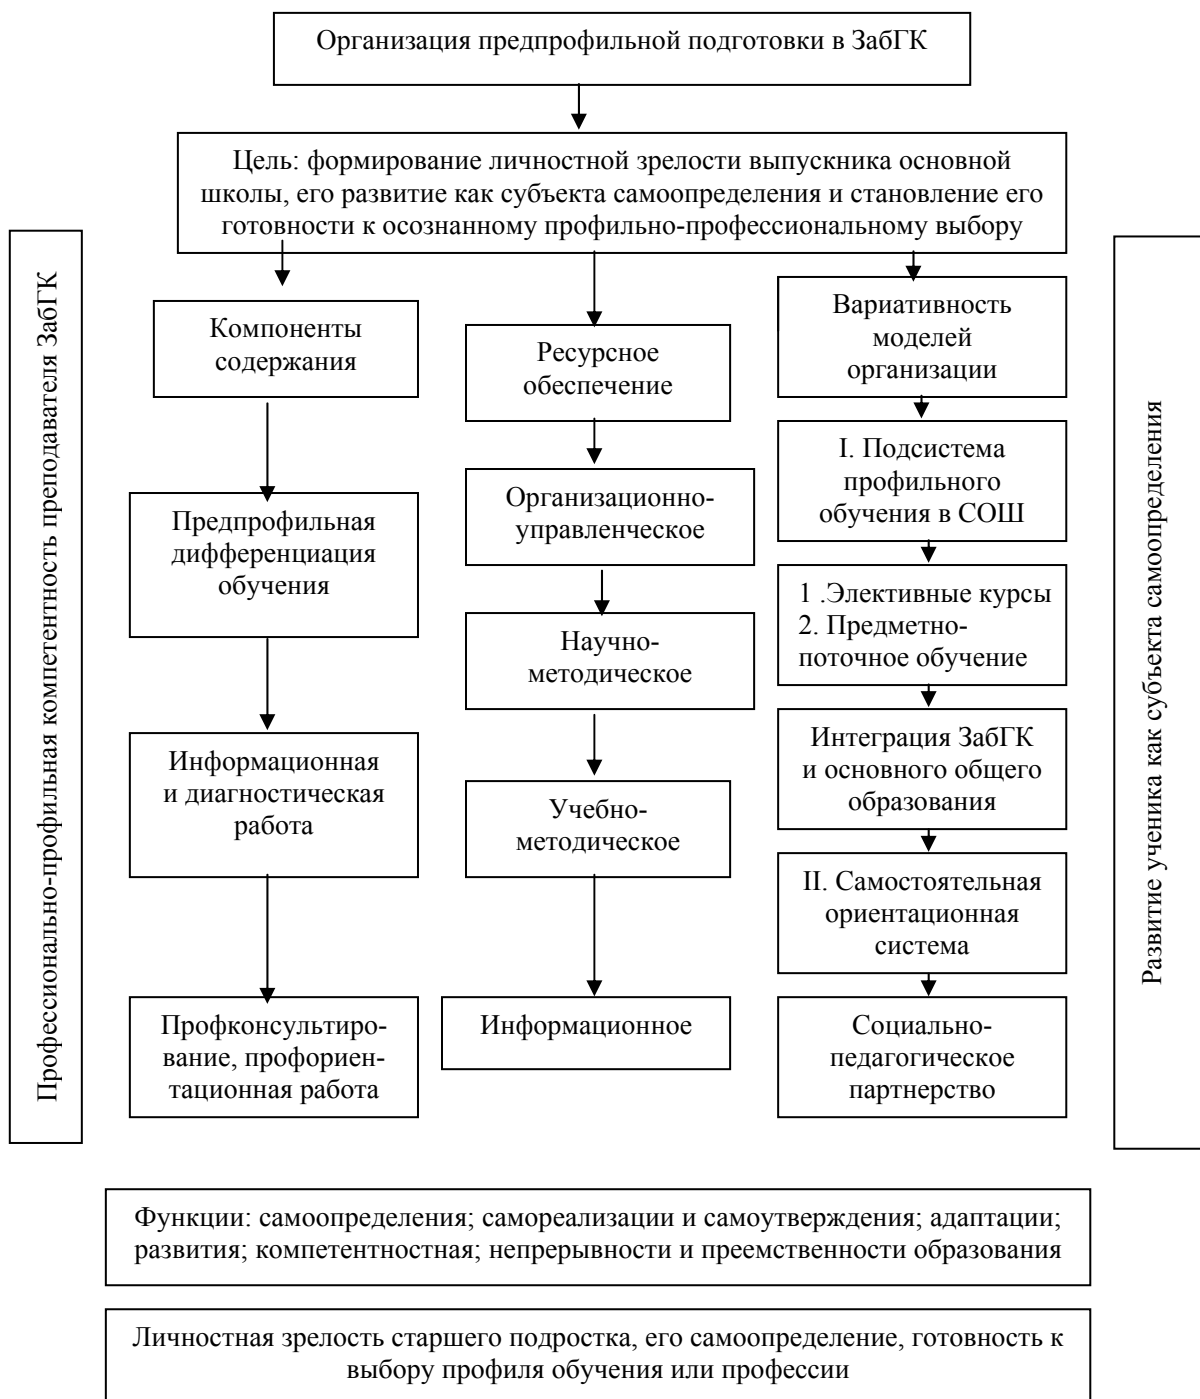 Организация предпрофильной подготовки в ЗабГК
Цель: формирование личностной зрелости выпускника основной
школы, его развитие как субъекта самоопределения и становление его
готовности к осознанному профильно-профессиональному выбору
Профессионально-профильная компетентность преподавателя ЗабГК
Компоненты
содержания
Предпрофильная
дифференциация
обучения
Информационная
и диагностическая
работа
Профконсультиро-
вание, профориен-
тационная работа
Ресурсное
обеспечение
Организационно-
управленческое
Научно-
методическое
Учебно-
методическое
Информационное
Вариативность
моделей
организации
I. Подсистема
профильного
обучения в СОШ
1 .Элективные курсы
2. Предметно-
поточное обучение
Интеграция ЗабГК
и основного общего
образования
II. Самостоятельная
ориентационная
система
Социально-
педагогическое
партнерство
Развитие ученика как субъекта самоопределения
Функции: самоопределения; самореализации и самоутверждения; адаптации;
развития; компетентностная; непрерывности и преемственности образования
Личностная зрелость старшего подростка, его самоопределение, готовность к
выбору профиля обучения или профессии